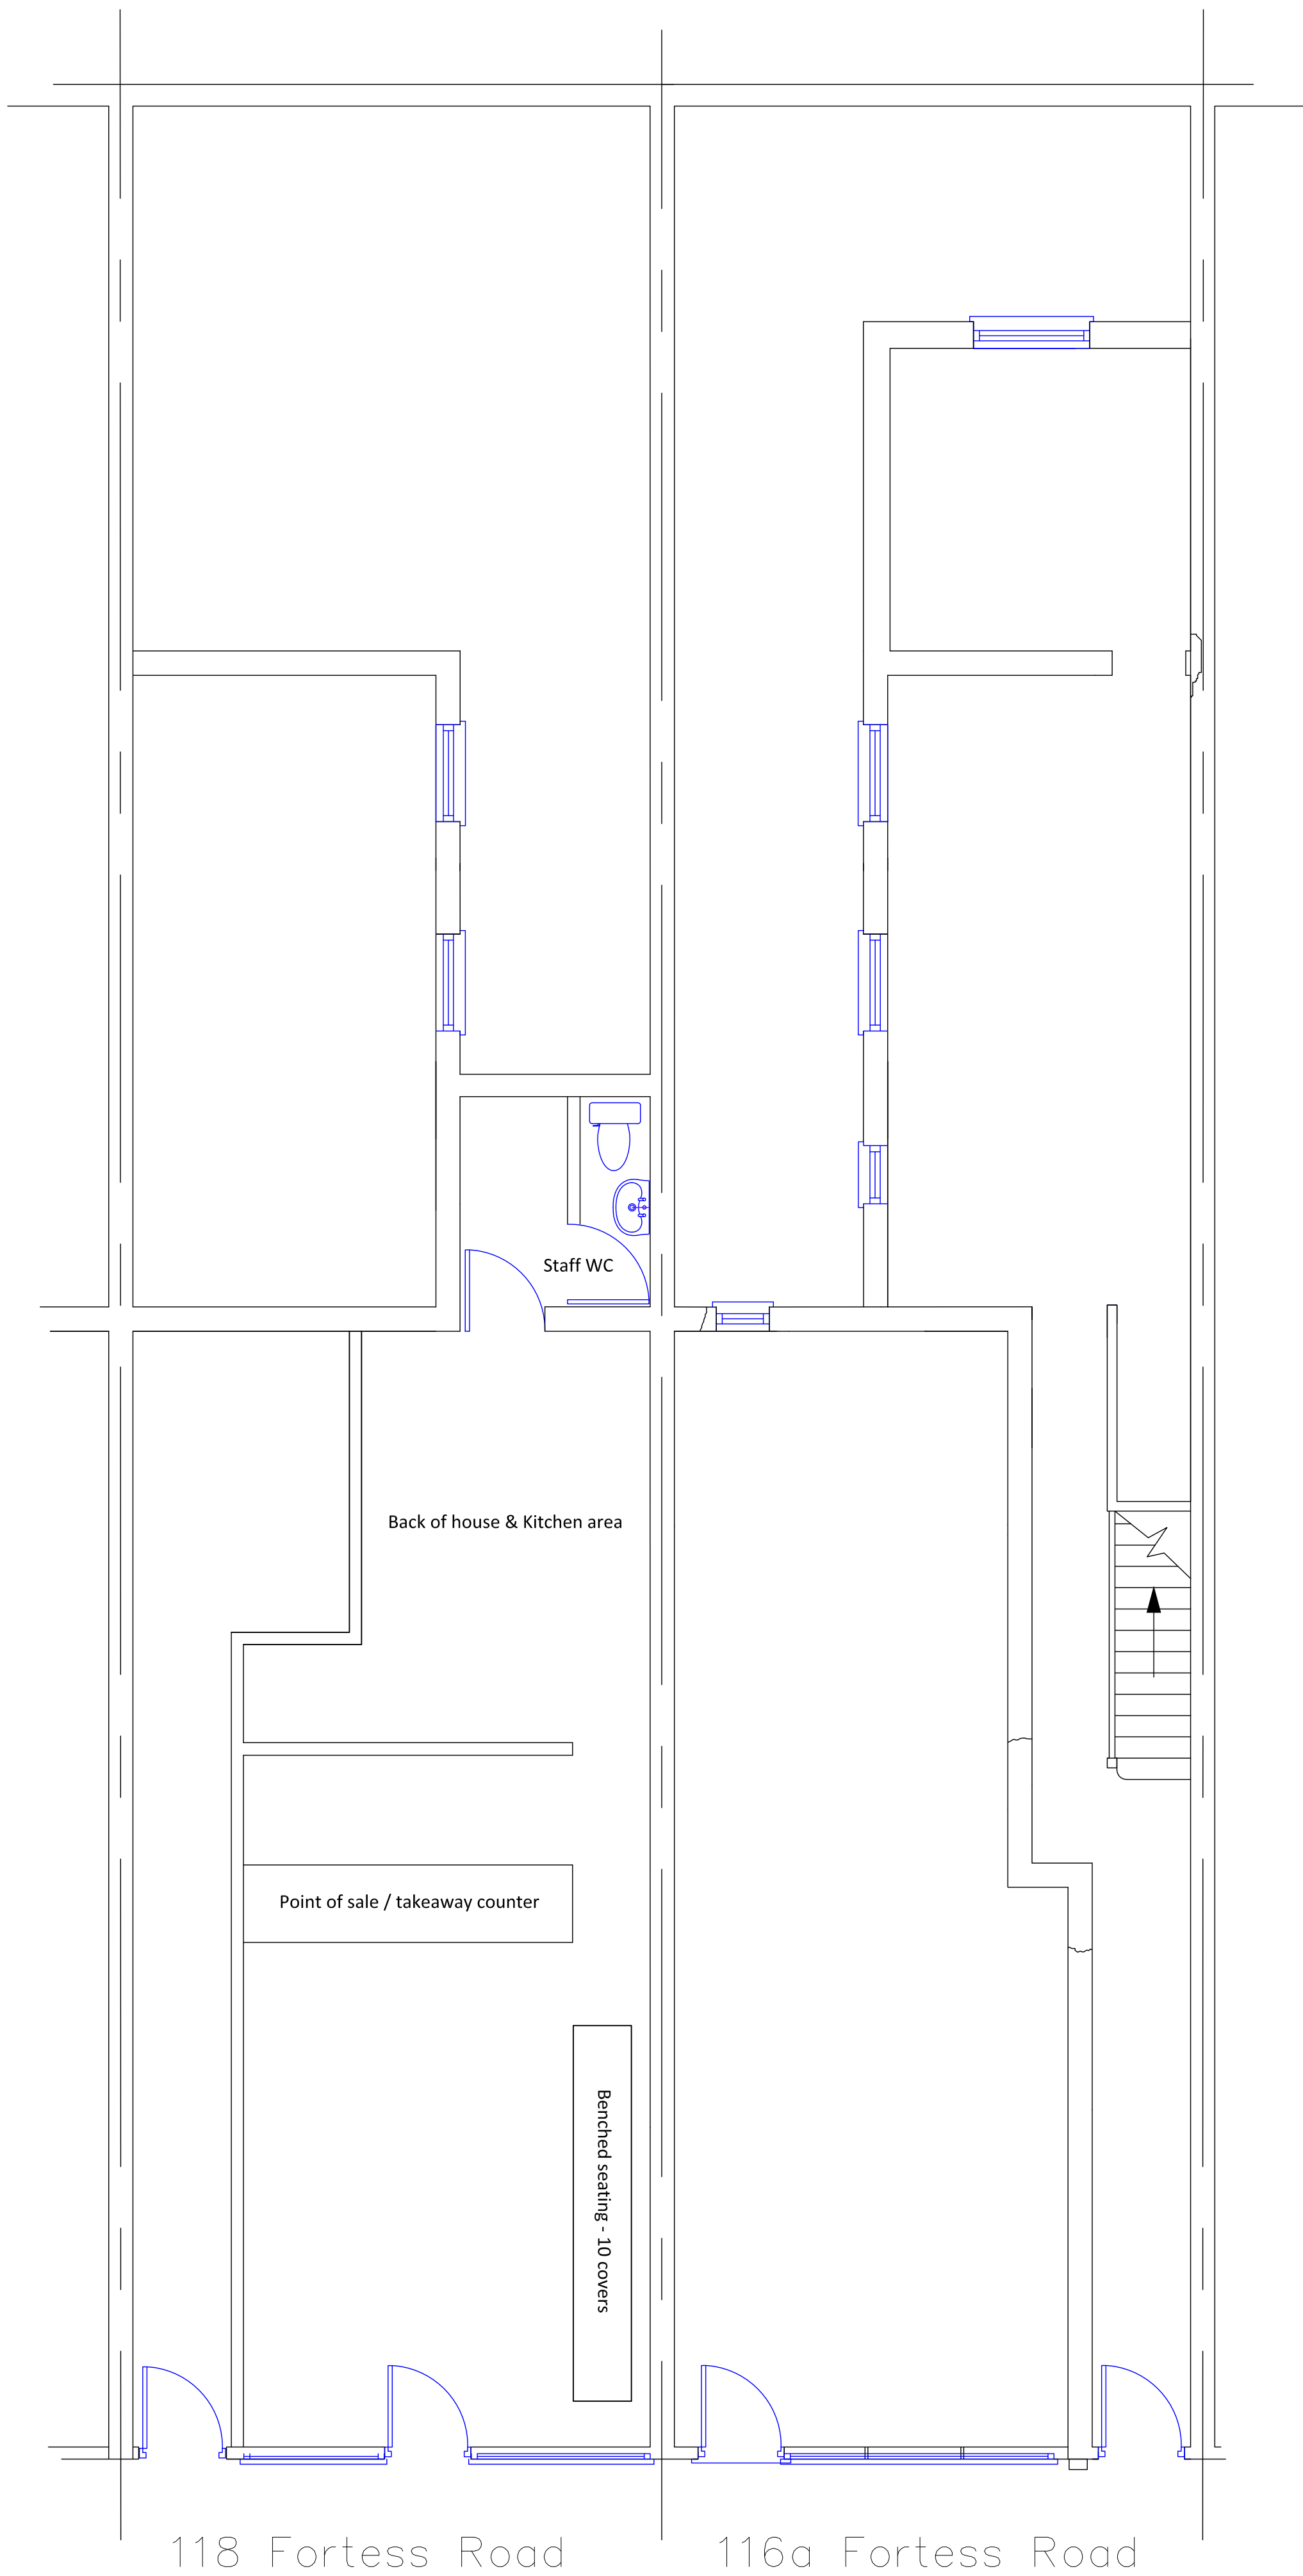 Staff WC
Back of house & Kitchen area
Point of sale / takeaway counter
Benched seating - 10 covers
118 Fortess Road
116a Fortess Road